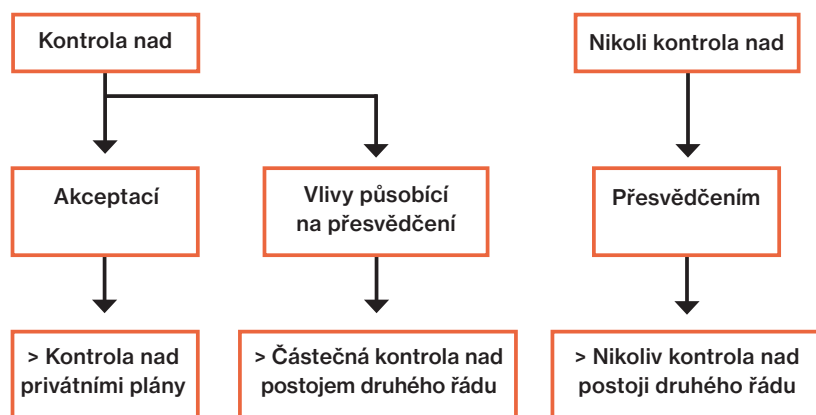 Kontrola nad
Nikoli kontrola nad
Akceptací
Vlivy působící
na přesvědčení
Přesvědčením
> Kontrola nad
privátními plány
> Částečná kontrola nad
postojem druhého řádu
> Nikoliv kontrola nad
postoji druhého řádu